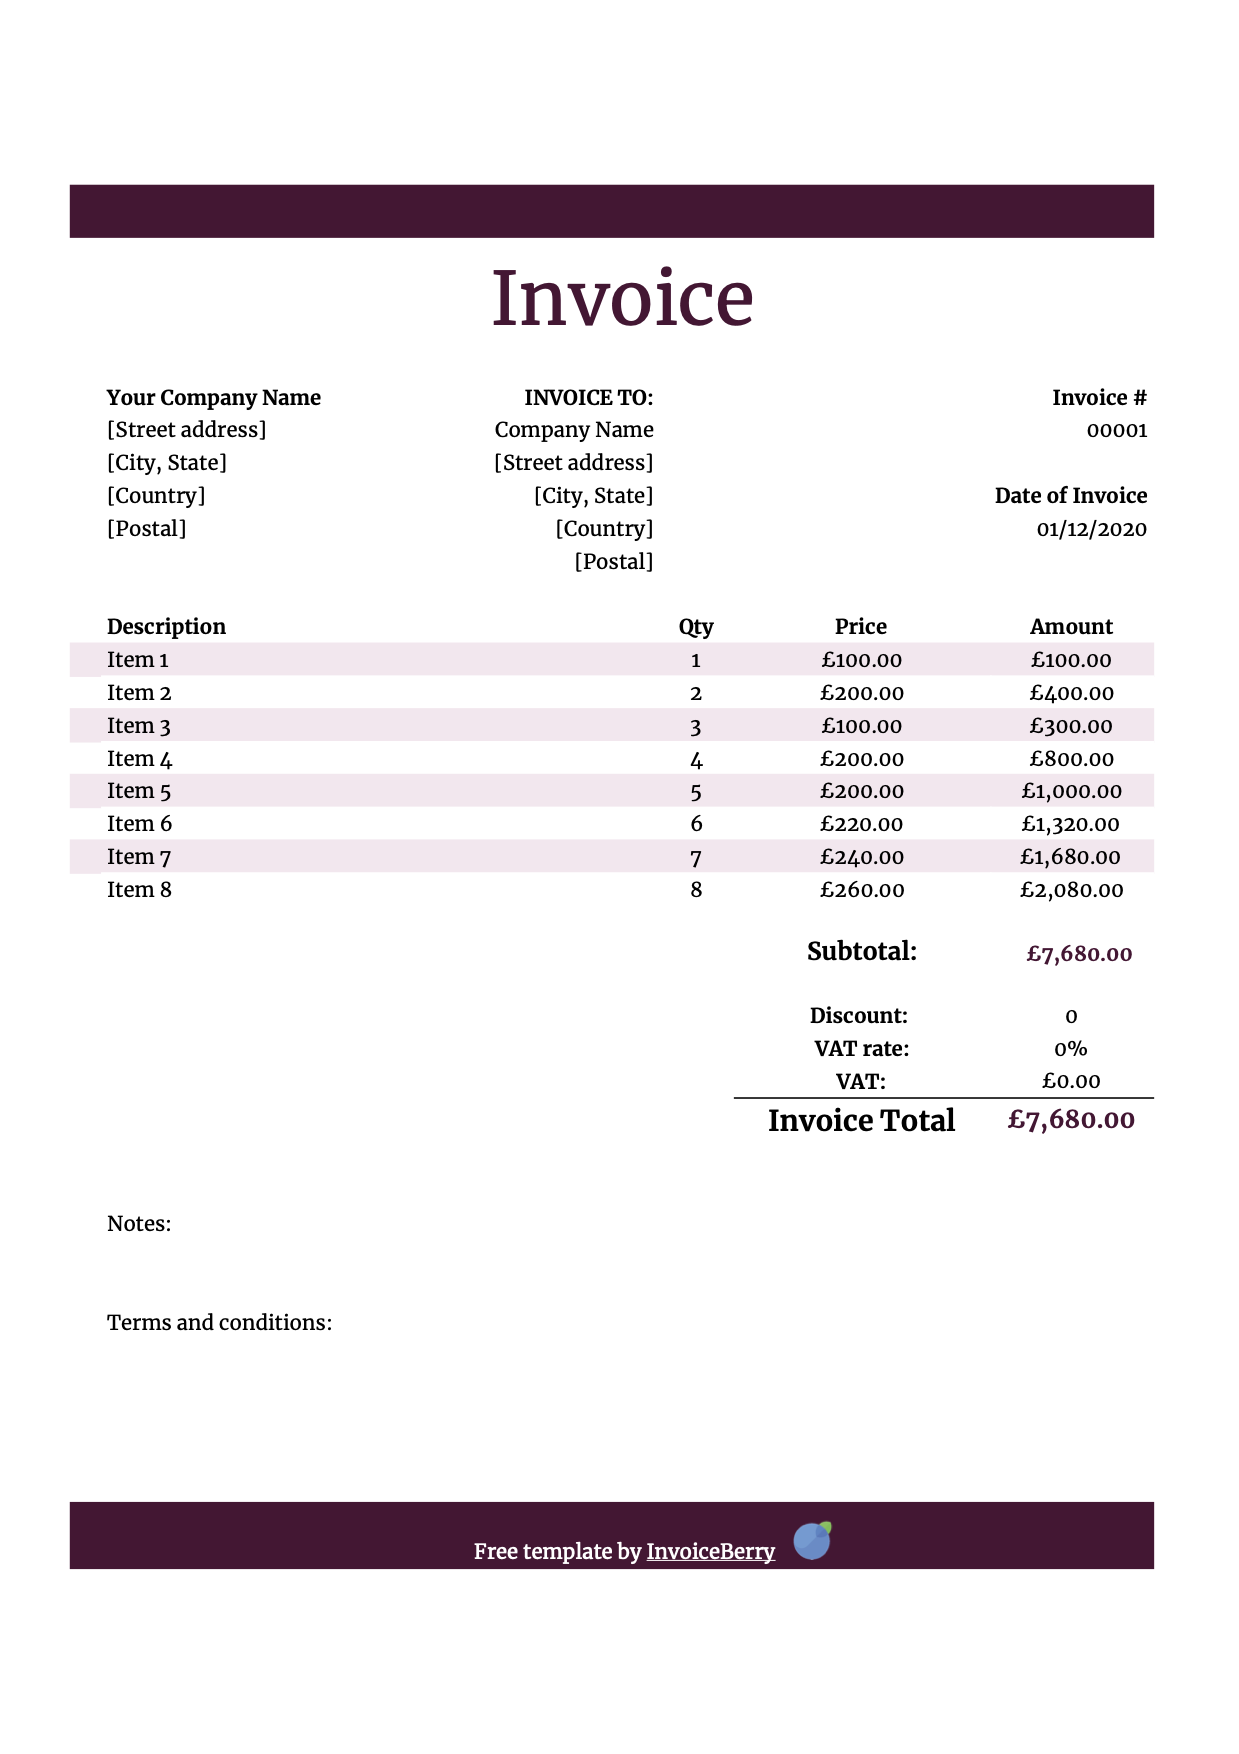 Invoice
Your Company Name INVOICE TO: Invoice #
[Street address] Company Name 00001
[City, State] [Street address]
[Country] [City, State] Date of Invoice
[Postal] [Country] 01/12/2020
[Postal]
Description Qty Price Amount
Item 1 1 £100.00 £100.00
Item 2 2 £200.00 £400.00
Item 3 3 £100.00 £300.00
Item 4 4 £200.00 £800.00
Item 5 5 £200.00 £1,000.00
Item 6 6 £220.00 £1,320.00
Item 7 7 £240.00 £1,680.00
Item 8 8 £260.00 £2,080.00
Subtotal: £7,680.00
Discount: 0
VAT rate: 0%
VAT: £0.00
Invoice Total £7,680.00
Notes:
Terms and conditions:
Free template by InvoiceBerry